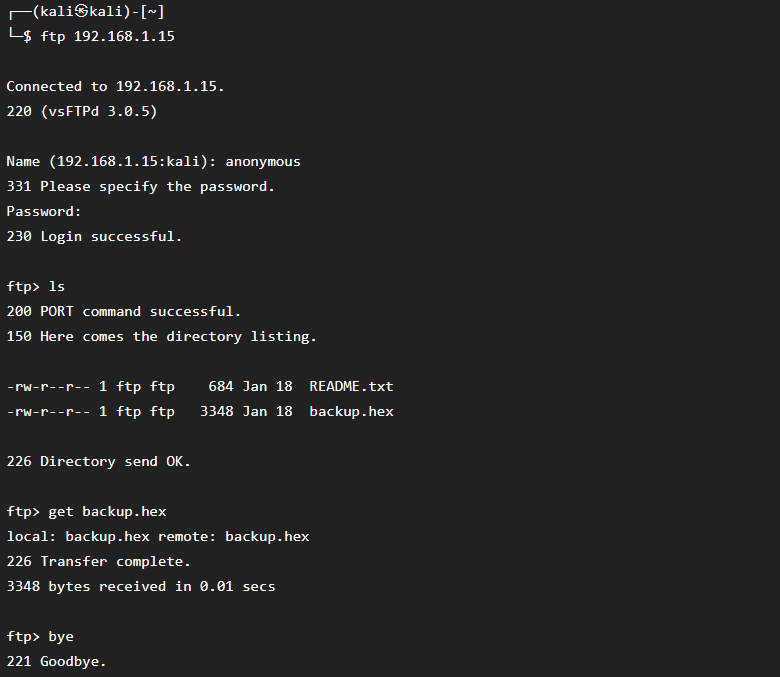 ┌──(kali㉿kali)-[~]
└─$ ftp 192.168.1.15
Connected to 192.168.1.15.
220 (vsFTPd 3.0.5)
Name (192.168.1.15:kali): anonymous
331 Please specify the password.
Password:
230 Login successful.
ftp> ls
200 PORT command successful.
150 Here comes the directory listing.
-rw-r--r-- 1 ftp ftp    684 Jan 18  README.txt
-rw-r--r-- 1 ftp ftp   3348 Jan 18  backup.hex
226 Directory send OK.
ftp> get backup.hex
local: backup.hex remote: backup.hex
226 Transfer complete.
3348 bytes received in 0.01 secs
ftp> bye
221 Goodbye.